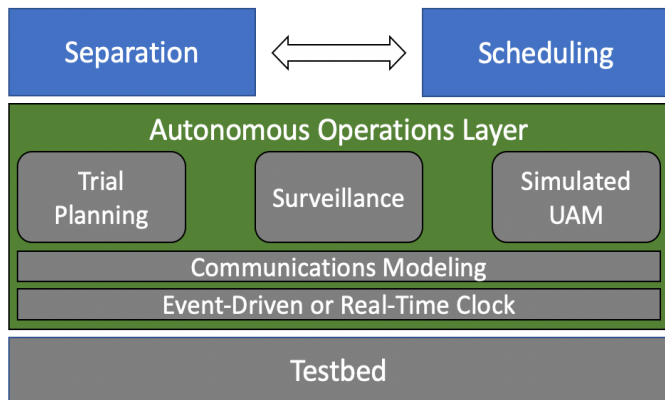 Separation
Scheduling
Autonomous Operations Layer
Trial
Planning
Surveillance
Simulated
UAM
Communications Modeling
Event-Driven or Real-Time Clock
Testbed